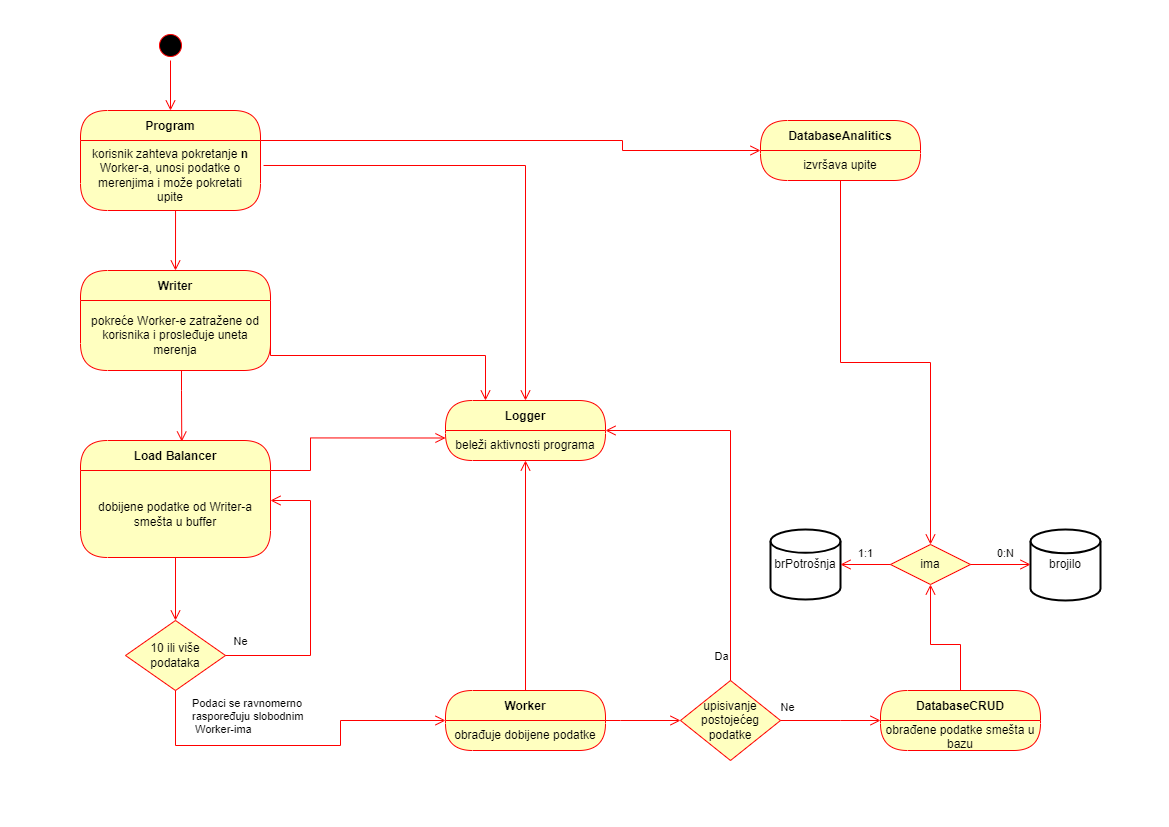 Program
korisnik zahteva pokretanje n
Worker-a, unosi podatke o
merenjima i može pokretati
upite
DatabaseAnalitics
izvršava upite
Writer
pokreće Worker-e zatražene od
korisnika i prosleđuje uneta
merenja
Logger
beleži aktivnosti programa
Load Balancer
dobijene podatke od Writer-a
smešta u buffer
brPotrošnja
1:1
ima
0:N
brojilo
10 ili više
podataka
Ne
Podaci se ravnomerno
raspoređuju slobodnim
Worker-ima
Worker
obrađuje dobijene podatke
Da
upisivanje
postojećeg
podatke
Ne
DatabaseCRUD
obrađene podatke smešta u
bazu